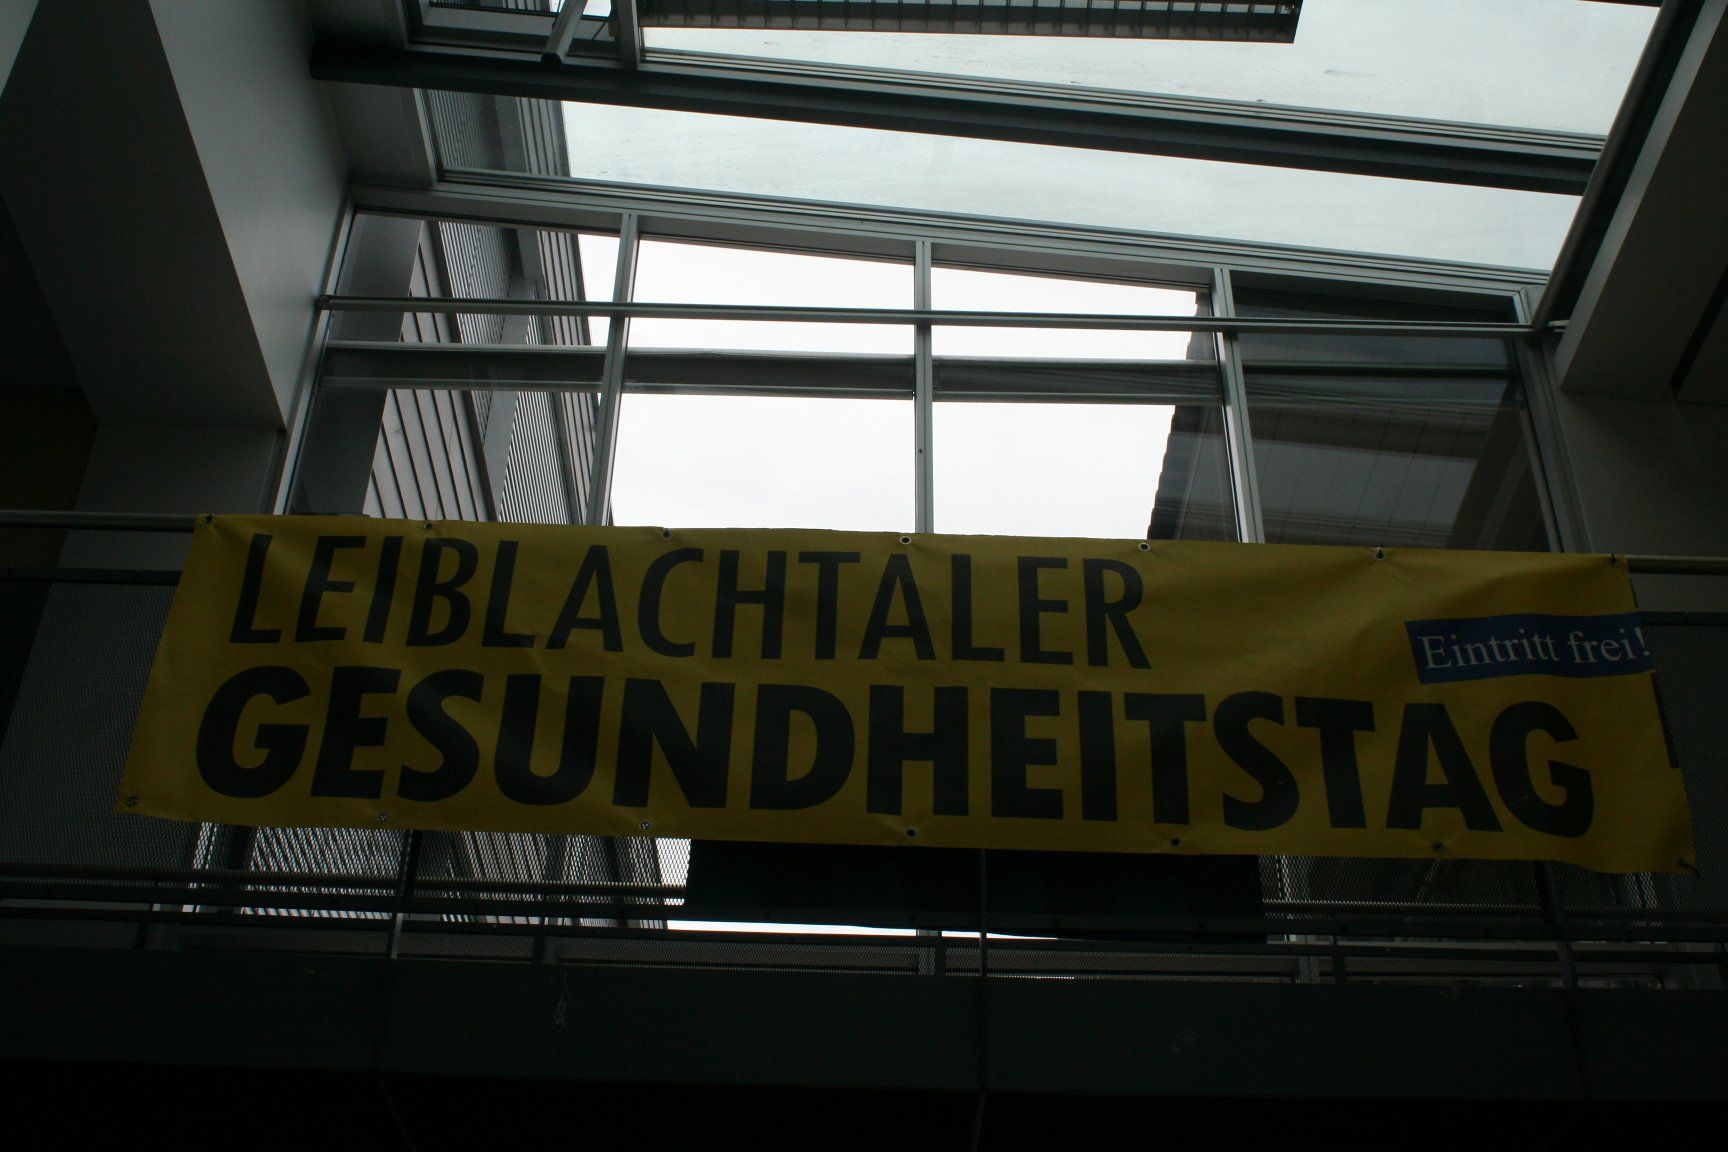 LEIBLACHTALER
Eintritt frei!
GESUNDHEITSTAG